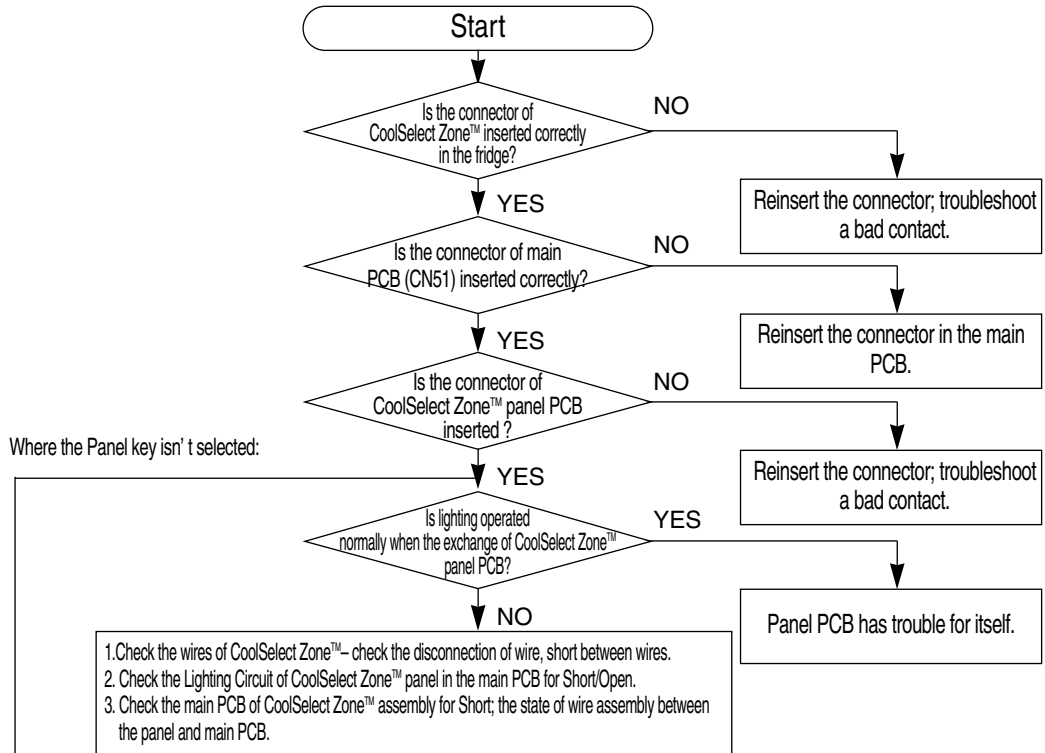 Start
Is the connector of
CoolSelect Zone™ inserted correctly
in the fridge?
NO
Reinsert the connector; troubleshoot
a bad contact.
YES
Is the connector of main
PCB (CN51) inserted correctly?
NO
Reinsert the connector in the main
PCB.
YES
Is the connector of
CoolSelect Zone™ panel PCB
inserted ?
NO
Reinsert the connector; troubleshoot
a bad contact.
Where the Panel key isn' t selected:
YES
Is lighting operated
normally when the exchange of CoolSelect Zone™
panel PCB?
YES
Panel PCB has trouble for itself.
NO
1.Check the wires of CoolSelect Zone™– check the disconnection of wire, short between wires.
2. Check the Lighting Circuit of CoolSelect Zone™ panel in the main PCB for Short/Open.
3. Check the main PCB of CoolSelect Zone™ assembly for Short; the state of wire assembly between
the panel and main PCB.